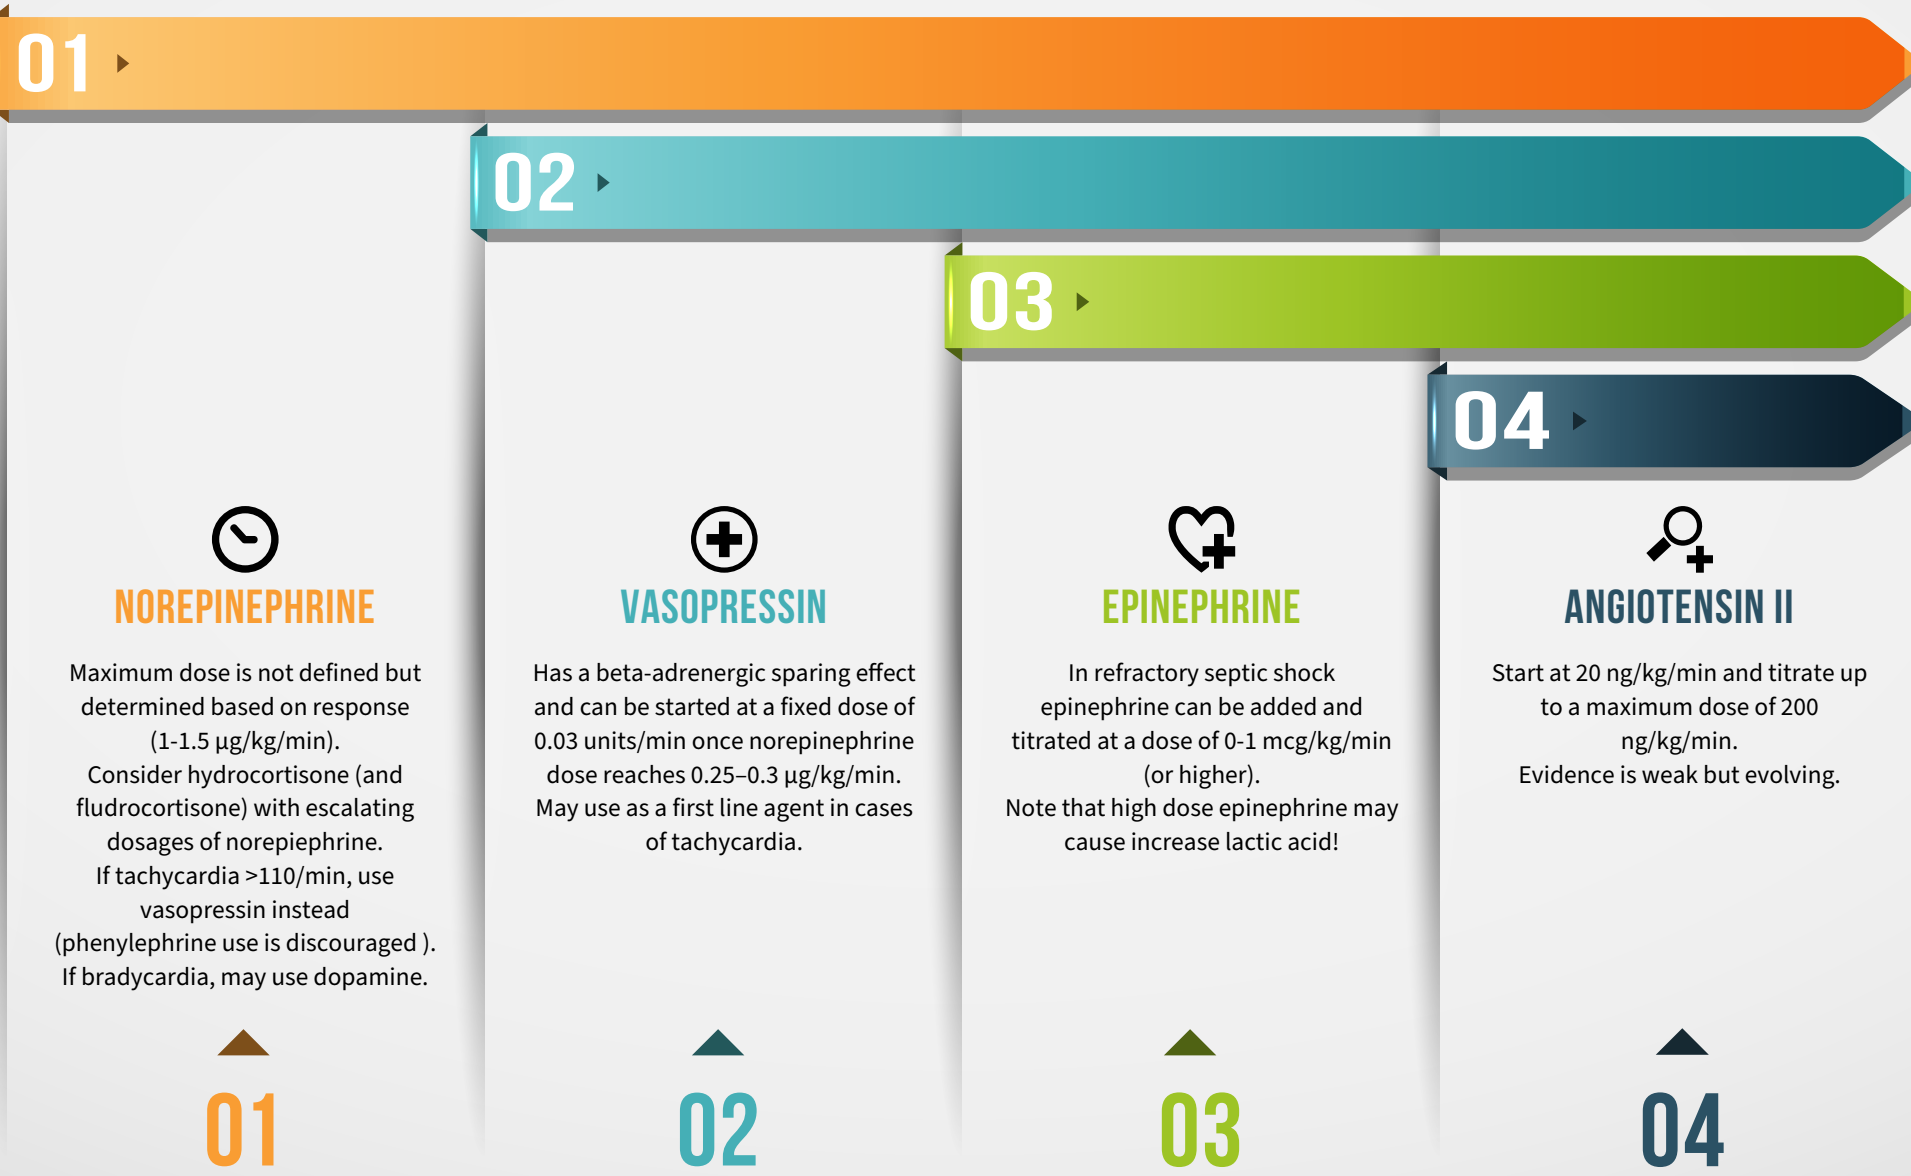 01
02
03
04
NOREPINEPHRINE
Maximum dose is not defined but
determined based on response
(1-1.5 µg/kg/min).
Consider hydrocortisone (and
fludrocortisone) with escalating
dosages of norepiephrine.
If tachycardia >110/min, use
vasopressin instead
(phenylephrine use is discouraged ).
If bradycardia, may use dopamine.
01
VASOPRESSIN
Has a beta-adrenergic sparing effect
and can be started at a fixed dose of
0.03 units/min once norepinephrine
dose reaches 0.25–0.3 µg/kg/min.
May use as a first line agent in cases
of tachycardia.
02
EPINEPHRINE
In refractory septic shock
epinephrine can be added and
titrated at a dose of 0-1 mcg/kg/min
(or higher).
Note that high dose epinephrine may
cause increase lactic acid!
03
ANGIOTENSIN II
Start at 20 ng/kg/min and titrate up
to a maximum dose of 200
ng/kg/min.
Evidence is weak but evolving.
04